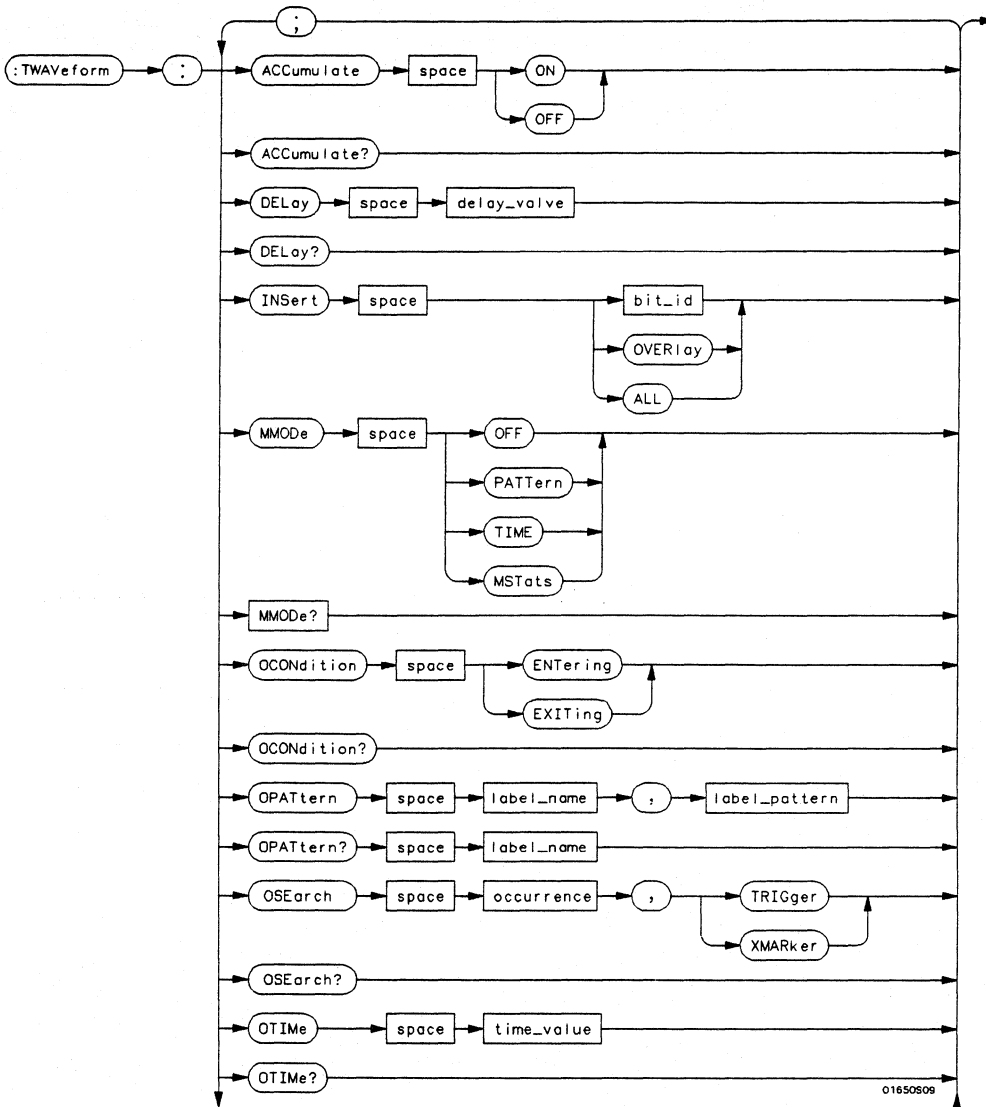 ;
:TWAVeform : ACCumulate space ON
OFF
ACCumulate?
DELay space delay_valve
DELay?
INSert space bit_id
OVERlay
ALL
MMODe space OFF
PATTern
TIME
MSTats
MMODe?
OCONdition space ENTering
EXITing
OCONdition?
OPATtern space label_name , label_pattern
OPATtern? space label_name
OSEarch space occurrence , TRIGger
XMARker
OSEarch?
OTIMe space time_value
OTIMe?
01650S09